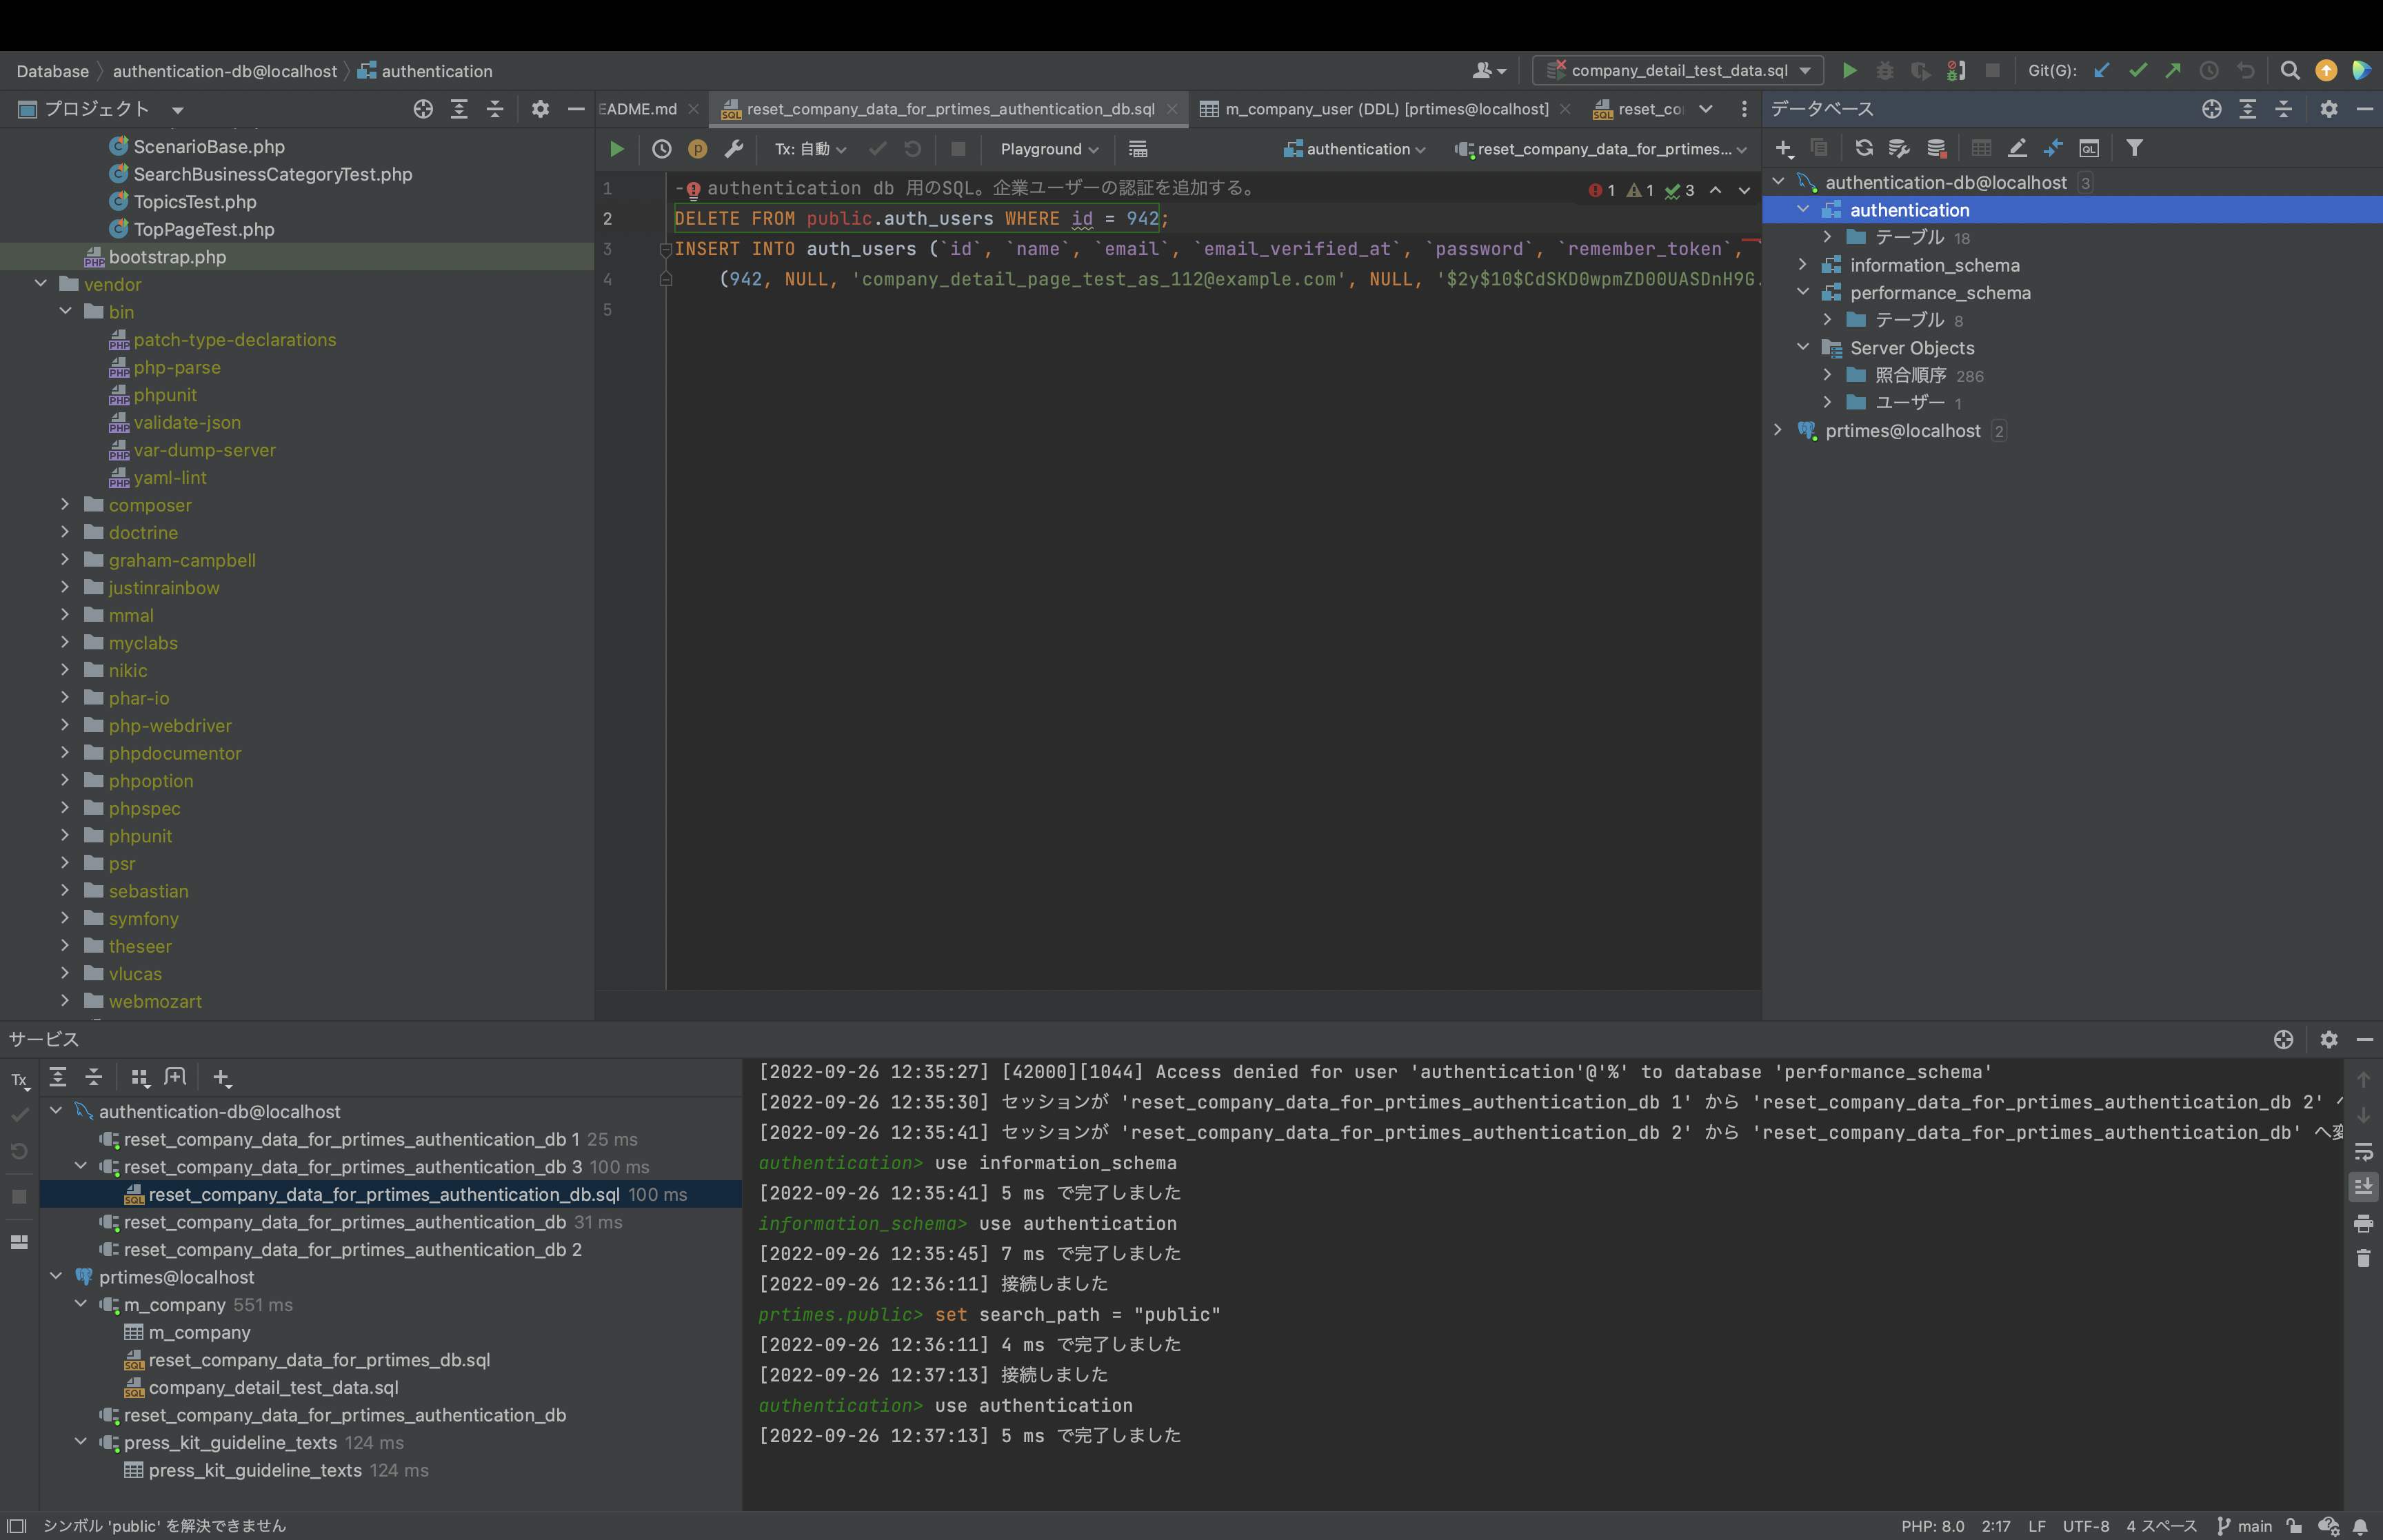 Database 〉 authentication-db@localhost 〉 authentication
company_detail_test_data.sql
Git(G):
プロジェクト
ScenarioBase.php
SearchBusinessCategoryTest.php
TopicsTest.php
TopPageTest.php
bootstrap.php
vendor
bin
patch-type-declarations
php-parse
phpunit
validate-json
var-dump-server
yaml-lint
composer
doctrine
graham-campbell
justinrainbow
mmal
myclabs
nikic
phar-io
php-webdriver
phpdocumentor
phpoption
phpspec
phpunit
psr
sebastian
symfony
theseer
vlucas
webmozart
EADME.md
reset_company_data_for_prtimes_authentication_db.sql
m_company_user (DDL) [prtimes@localhost]
reset_co
Tx: 自動
Playground
authentication
reset_company_data_for_prtimes...
1 - authentication db 用のSQL。企業ユーザーの認証を追加する。
1 1 3
2 DELETE FROM public.auth_users WHERE id = 942;
3 INSERT INTO auth_users (`id`, `name`, `email`, `email_verified_at`, `password`, `remember_token`,
4 (942, NULL, 'company_detail_page_test_as_112@example.com', NULL, '$2y$10$CdSKD0wpmZD00UASDnH9G.
5
データベース
authentication-db@localhost 3
authentication
テーブル 18
information_schema
performance_schema
テーブル 8
Server Objects
照合順序 286
ユーザー 1
prtimes@localhost 2
サービス
Tx
authentication-db@localhost
reset_company_data_for_prtimes_authentication_db 1 25 ms
reset_company_data_for_prtimes_authentication_db 3 100 ms
reset_company_data_for_prtimes_authentication_db.sql 100 ms
reset_company_data_for_prtimes_authentication_db 31 ms
reset_company_data_for_prtimes_authentication_db 2
prtimes@localhost
m_company 551 ms
m_company
reset_company_data_for_prtimes_db.sql
company_detail_test_data.sql
reset_company_data_for_prtimes_authentication_db
press_kit_guideline_texts 124 ms
press_kit_guideline_texts 124 ms
[2022-09-26 12:35:27] [42000][1044] Access denied for user 'authentication'@'%' to database 'performance_schema'
[2022-09-26 12:35:30] セッションが 'reset_company_data_for_prtimes_authentication_db 1' から 'reset_company_data_for_prtimes_authentication_db 2' へ
[2022-09-26 12:35:41] セッションが 'reset_company_data_for_prtimes_authentication_db 2' から 'reset_company_data_for_prtimes_authentication_db' へ変
authentication> use information_schema
[2022-09-26 12:35:41] 5 ms で完了しました
information_schema> use authentication
[2022-09-26 12:35:45] 7 ms で完了しました
[2022-09-26 12:36:11] 接続しました
prtimes.public> set search_path = "public"
[2022-09-26 12:36:11] 4 ms で完了しました
[2022-09-26 12:37:13] 接続しました
authentication> use authentication
[2022-09-26 12:37:13] 5 ms で完了しました
シンボル 'public' を解決できません
PHP: 8.0 2:17 LF UTF-8 4 スペース main